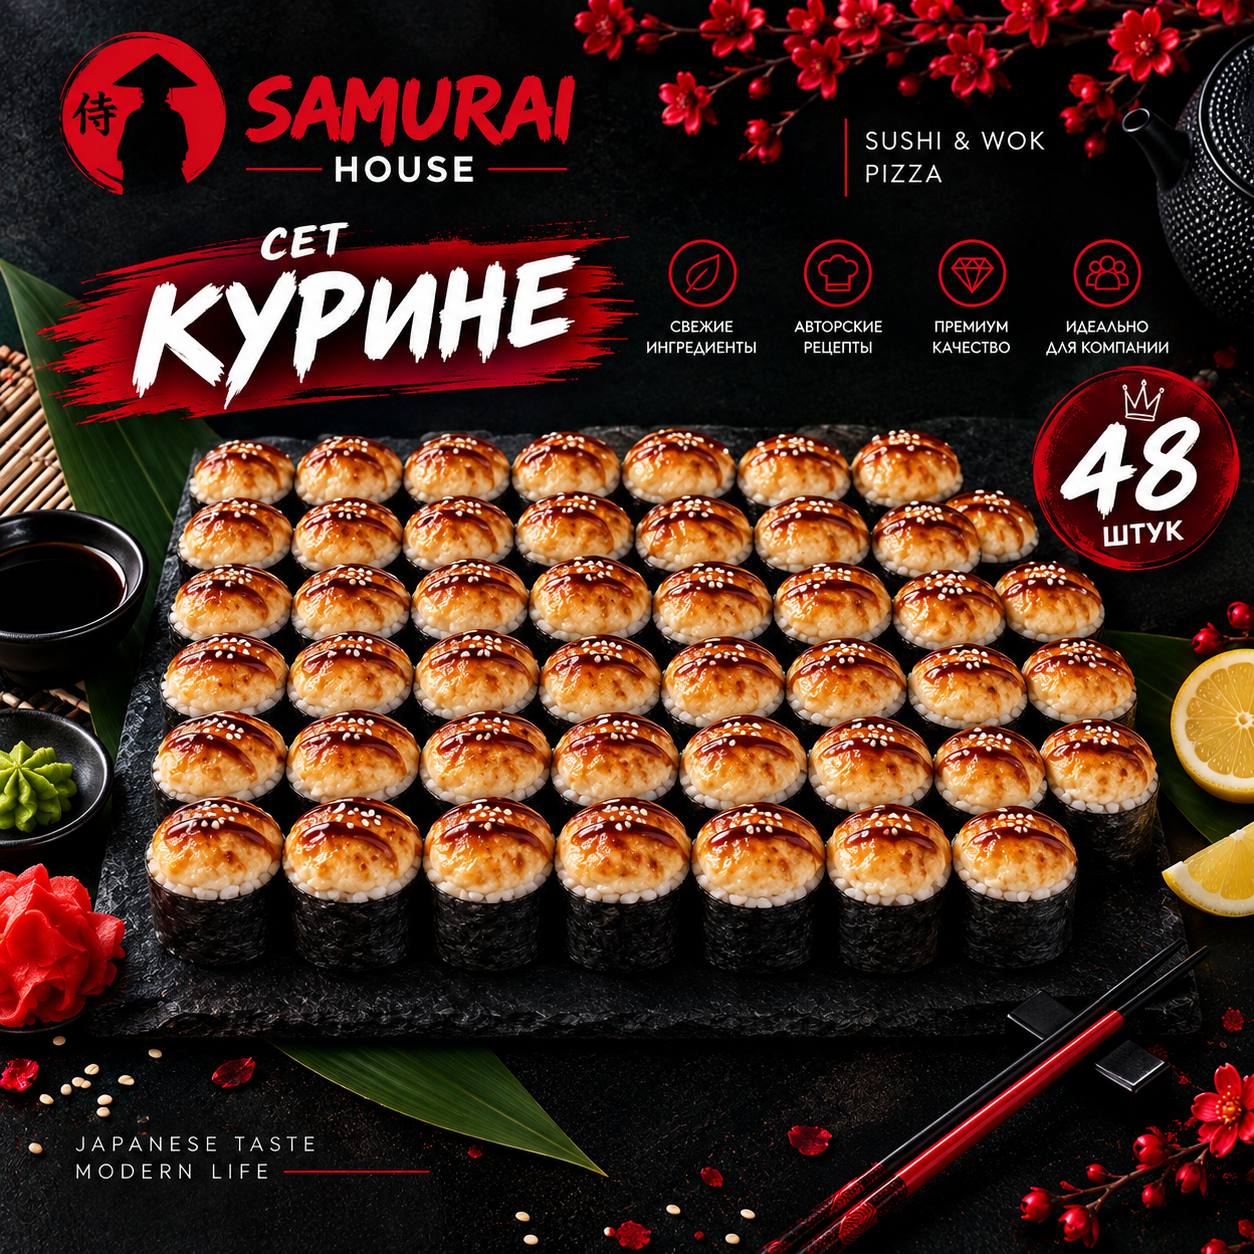 侍
SAMURAI
HOUSE
SUSHI & WOK
PIZZA
СЕТ
КУРИНЕ
СВЕЖИЕ
ИНГРЕДИЕНТЫ
АВТОРСКИЕ
РЕЦЕПТЫ
ПРЕМИУМ
КАЧЕСТВО
ИДЕАЛЬНО
ДЛЯ КОМПАНИИ
48
ШТУК
JAPANESE TASTE
MODERN LIFE